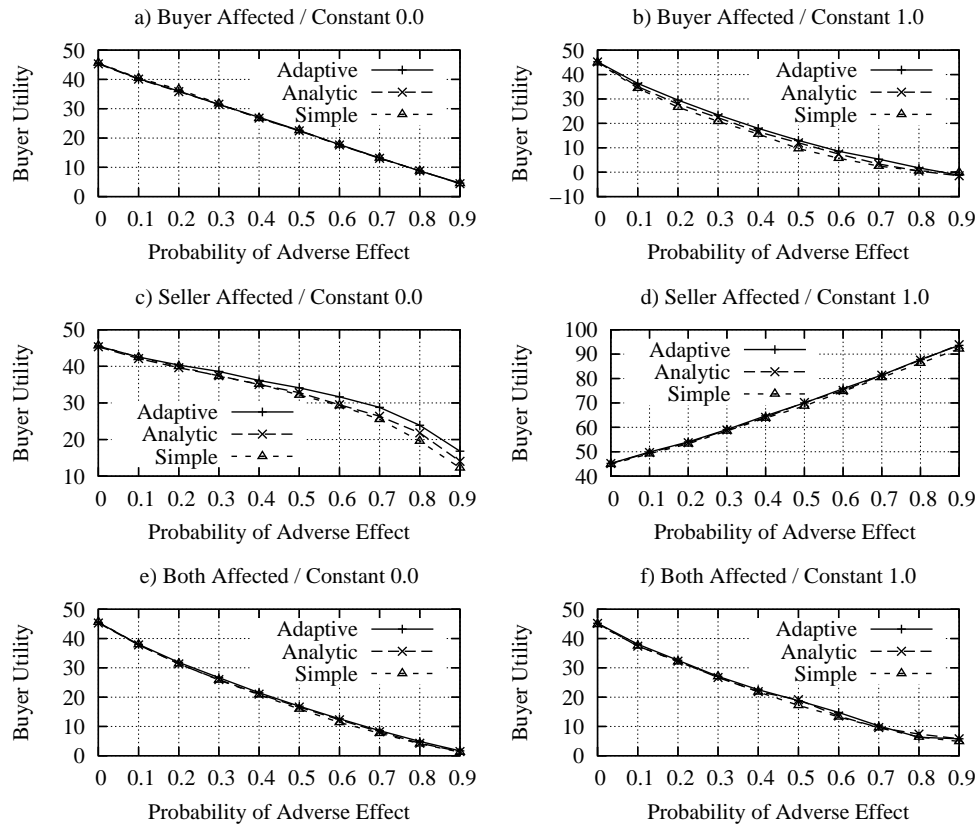 a) Buyer Affected / Constant 0.0
Buyer Utility
50
40
30
20
10
0
Adaptive
Analytic
Simple
0 0.1 0.2 0.3 0.4 0.5 0.6 0.7 0.8 0.9
Probability of Adverse Effect
b) Buyer Affected / Constant 1.0
Buyer Utility
50
40
30
20
10
0
−10
Adaptive
Analytic
Simple
0 0.1 0.2 0.3 0.4 0.5 0.6 0.7 0.8 0.9
Probability of Adverse Effect
c) Seller Affected / Constant 0.0
Buyer Utility
50
40
30
20
10
Adaptive
Analytic
Simple
0 0.1 0.2 0.3 0.4 0.5 0.6 0.7 0.8 0.9
Probability of Adverse Effect
d) Seller Affected / Constant 1.0
Buyer Utility
100
90
80
70
60
50
40
Adaptive
Analytic
Simple
0 0.1 0.2 0.3 0.4 0.5 0.6 0.7 0.8 0.9
Probability of Adverse Effect
e) Both Affected / Constant 0.0
Buyer Utility
50
40
30
20
10
0
Adaptive
Analytic
Simple
0 0.1 0.2 0.3 0.4 0.5 0.6 0.7 0.8 0.9
Probability of Adverse Effect
f) Both Affected / Constant 1.0
Buyer Utility
50
40
30
20
10
0
Adaptive
Analytic
Simple
0 0.1 0.2 0.3 0.4 0.5 0.6 0.7 0.8 0.9
Probability of Adverse Effect